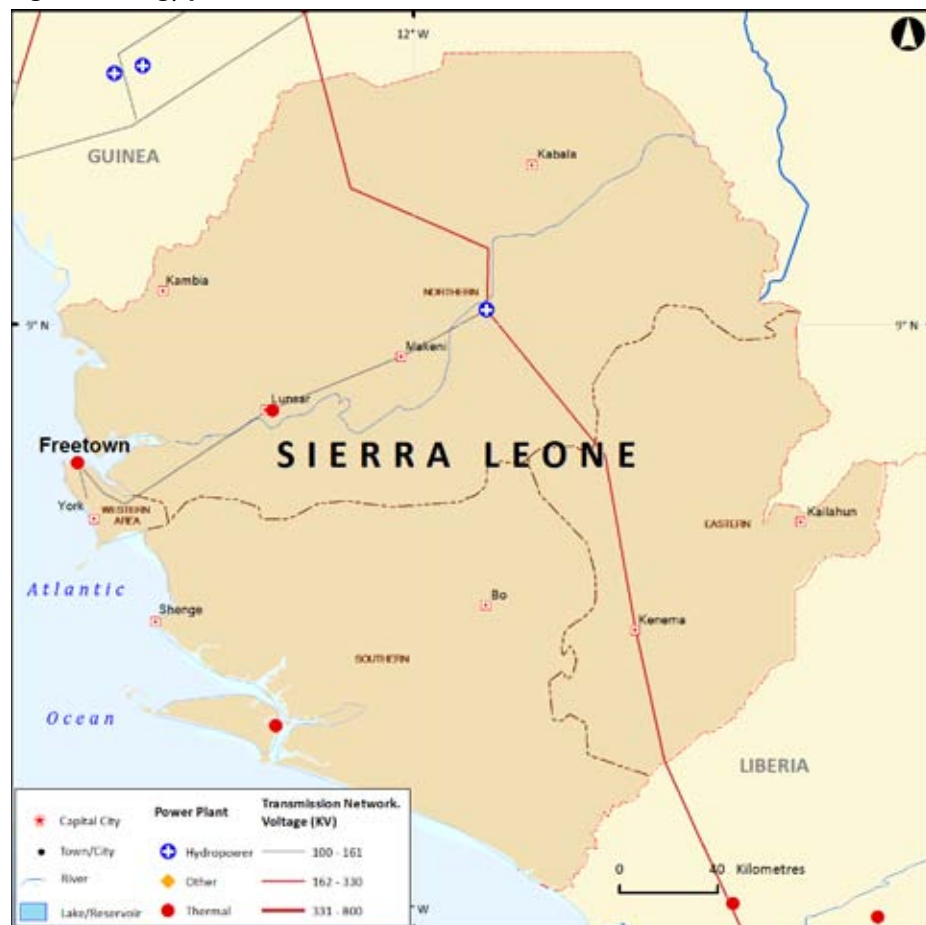 12° W
GUINEA
Kabala
Kambia
NORTHERN
9° N
9° N
Makeni
Lunsar
Freetown
SIERRA LEONE
York
WESTERN
AREA
EASTERN
Kailahun
Atlantic
Shenge
Bo
Kenema
SOUTHERN
Ocean
LIBERIA
Capital City
Town/City
River
Lake/Reservoir
Power Plant
Hydropower
Other
Thermal
Transmission Network.
Voltage (KV)
100 - 161
162 - 330
331 - 800
0 40 Kilometres
W